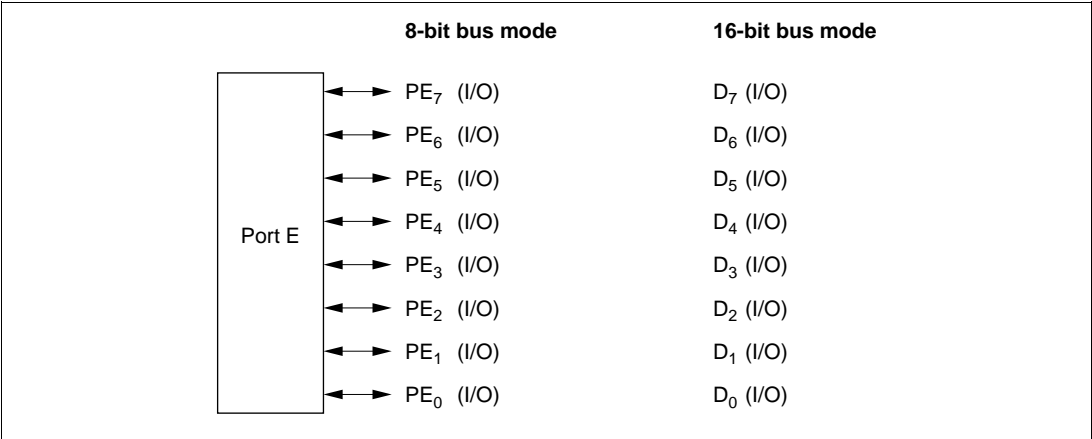 8-bit bus mode 16-bit bus mode
PE₇ (I/O) D₇ (I/O)
PE₆ (I/O) D₆ (I/O)
PE₅ (I/O) D₅ (I/O)
PE₄ (I/O) D₄ (I/O)
Port E
PE₃ (I/O) D₃ (I/O)
PE₂ (I/O) D₂ (I/O)
PE₁ (I/O) D₁ (I/O)
PE₀ (I/O) D₀ (I/O)